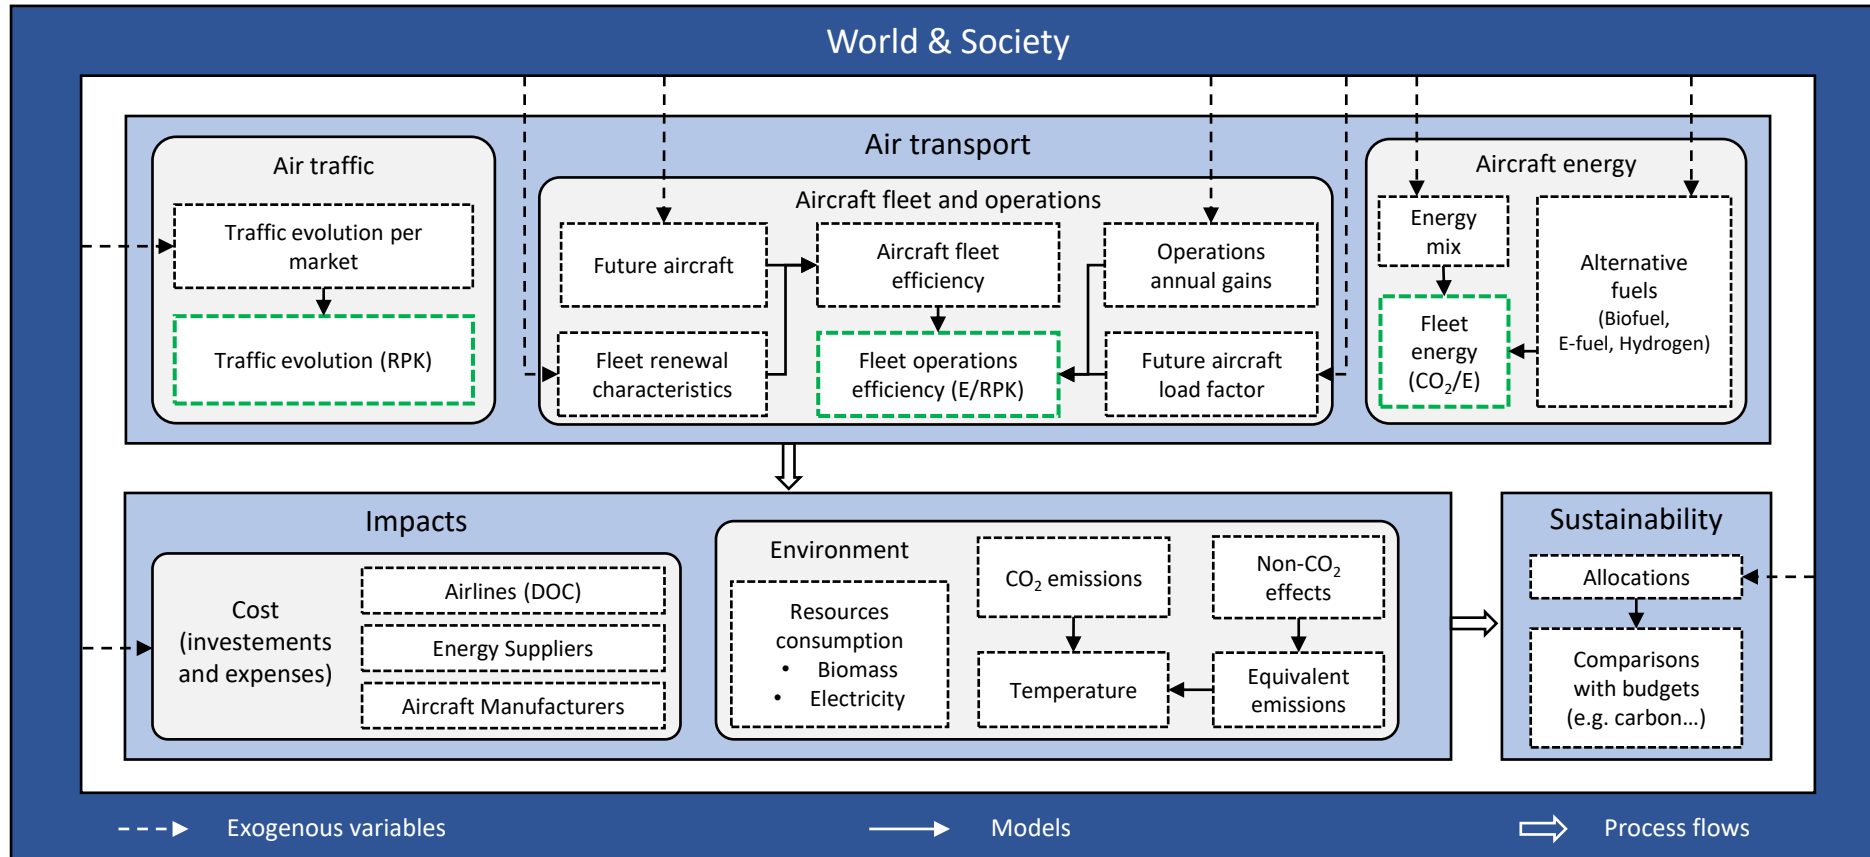 World & Society
Air transport
Air traffic
Traffic evolution per
market
Traffic evolution (RPK)
Aircraft fleet and operations
Future aircraft
Fleet renewal
characteristics
Aircraft fleet
efficiency
Fleet operations
efficiency (E/RPK)
Operations
annual gains
Future aircraft
load factor
Aircraft energy
Energy
mix
Fleet
energy
(CO₂/E)
Alternative
fuels
(Biofuel,
E-fuel, Hydrogen)
Impacts
Cost
(investements
and expenses)
Airlines (DOC)
Energy Suppliers
Aircraft Manufacturers
Environment
Resources
consumption
• Biomass
• Electricity
CO₂ emissions
Temperature
Non-CO₂
effects
Equivalent
emissions
Sustainability
Allocations
Comparisons
with budgets
(e.g. carbon...)
Exogenous variables
Models
Process flows